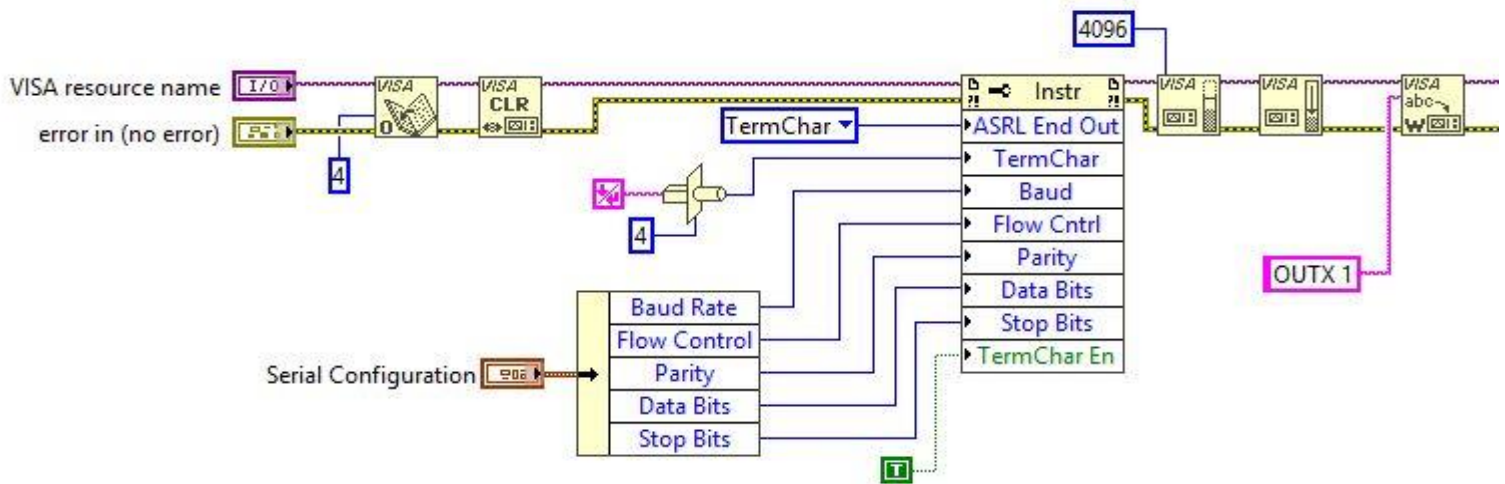 4096
VISA resource name
I/O
VISA
VISA
CLR
Instr
VISA
VISA
VISA
abc
W
error in (no error)
O
TermChar
ASRL End Out
4
TermChar
Baud
4
Flow Cntrl
Parity
OUTX 1
Data Bits
Baud Rate
Stop Bits
Flow Control
TermChar En
Serial Configuration
Parity
Data Bits
Stop Bits
T